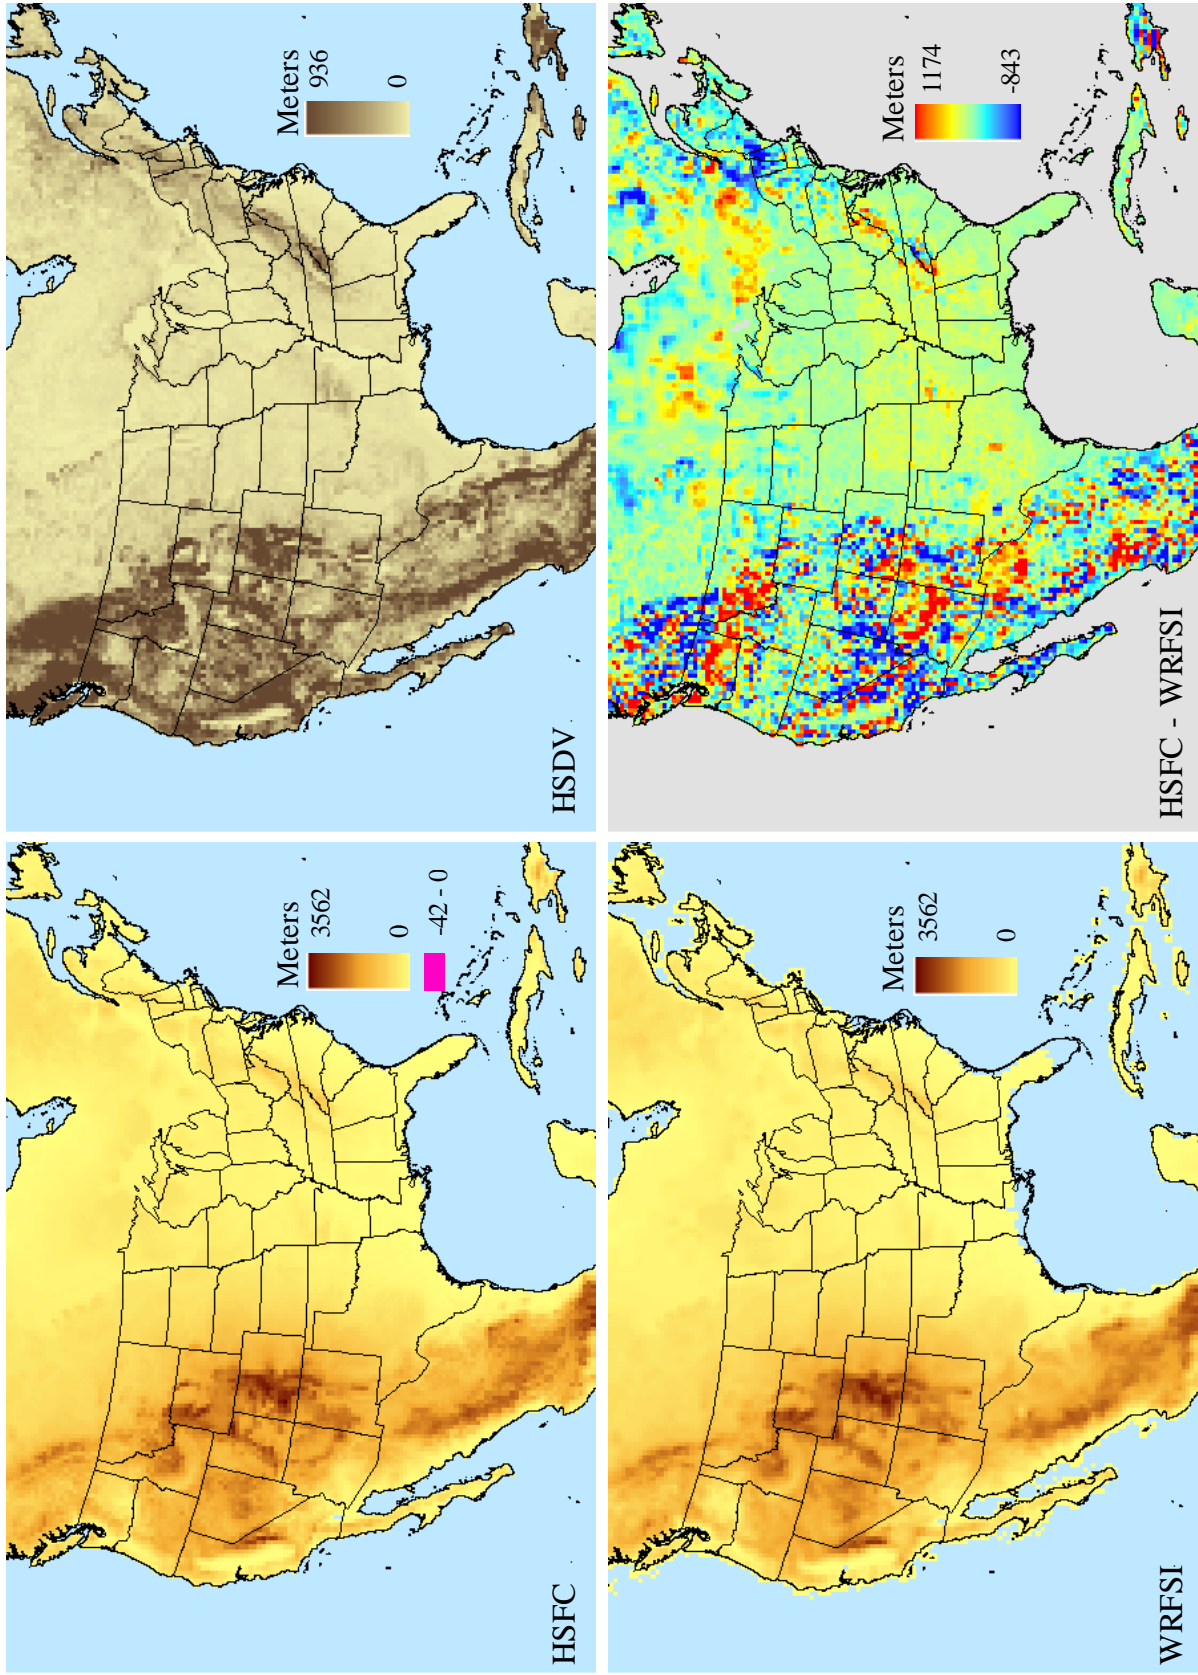 HSFC
Meters
3562
0
-42 - 0
HSDV
Meters
936
0
WRFSI
Meters
3562
0
HSFC - WRFSI
Meters
1174
-843